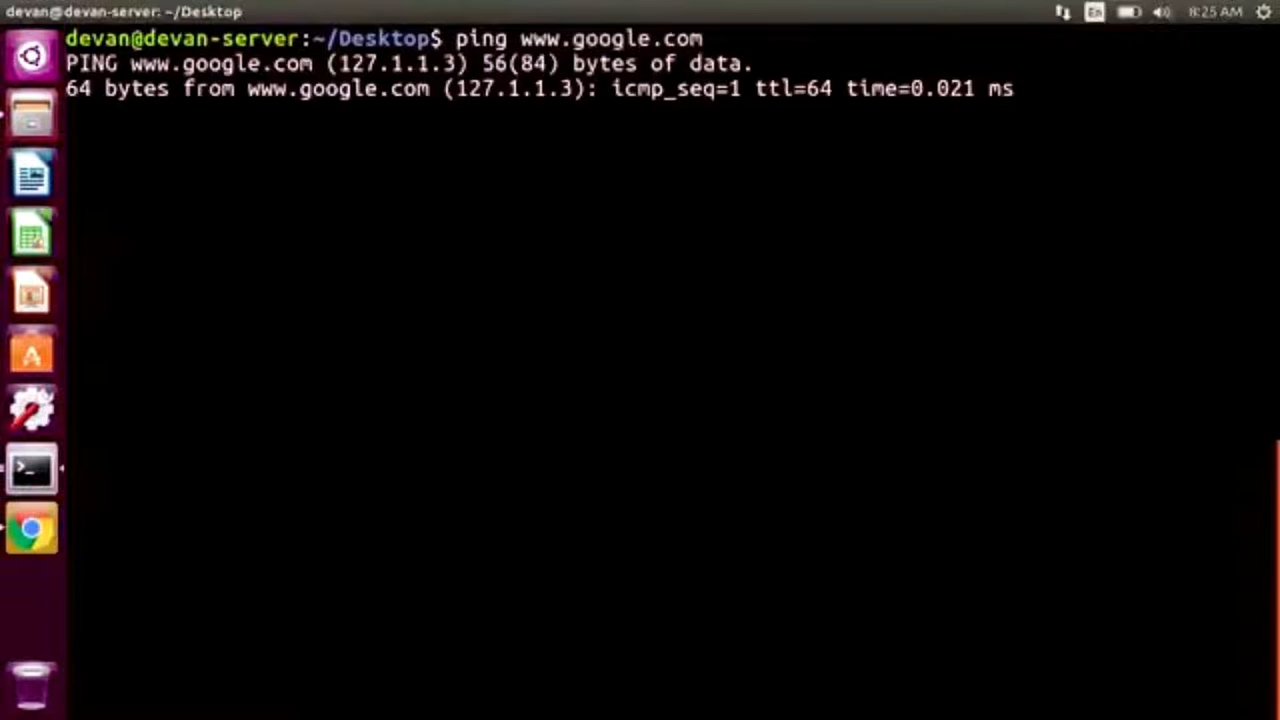 devan@devan-server: ~/Desktop
En
8:25 AM
devan@devan-server:~/Desktop$ ping www.google.com
PING www.google.com (127.1.1.3) 56(84) bytes of data.
64 bytes from www.google.com (127.1.1.3): icmp_seq=1 ttl=64 time=0.021 ms